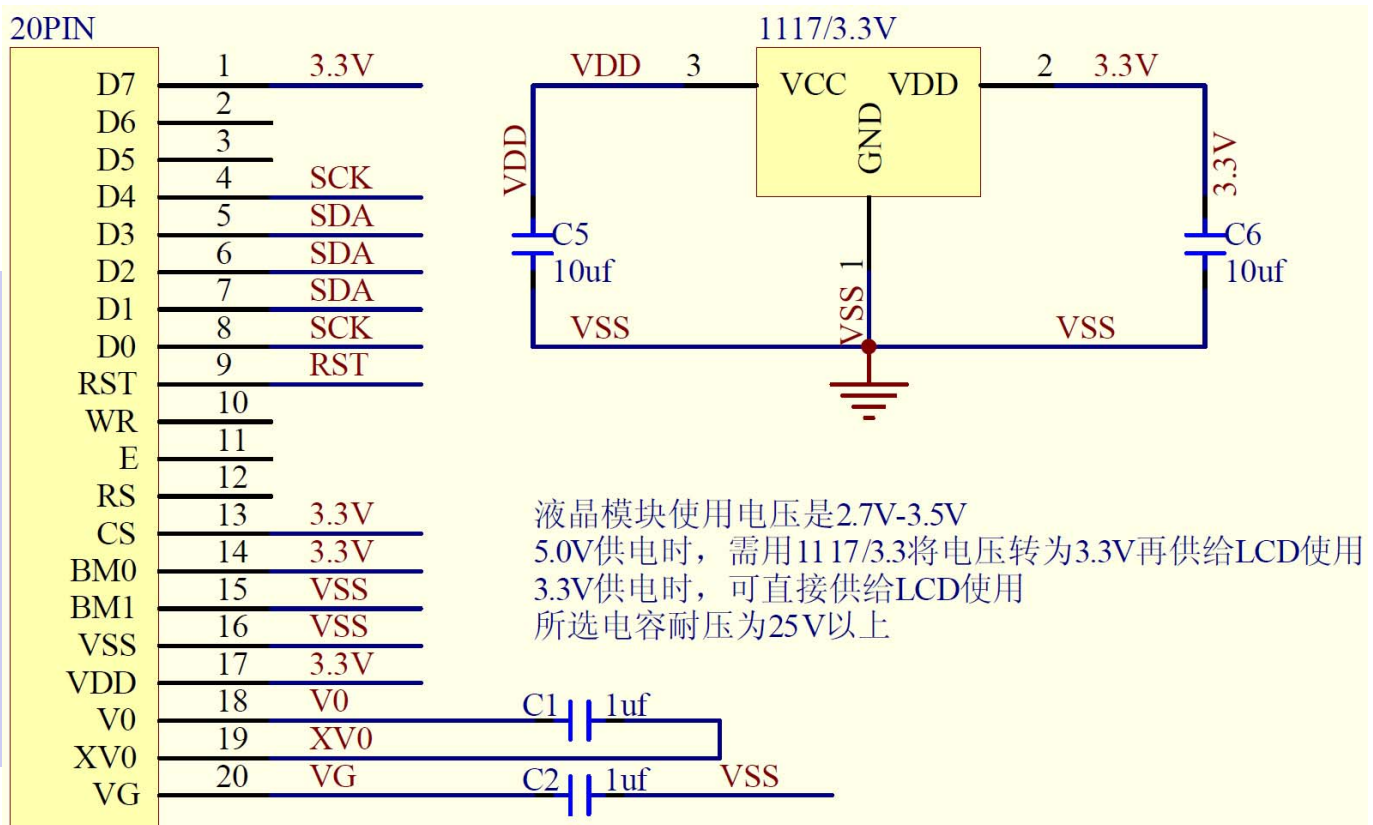 20PIN
D7 1 3.3V
D6 2
D5 3
D4 4 SCK
D3 5 SDA
D2 6 SDA
D1 7 SDA
D0 8 SCK
RST 9 RST
WR 10
E 11
RS 12
CS 13 3.3V
BM0 14 3.3V
BM1 15 VSS
VSS 16 VSS
VDD 17 3.3V
V0 18 V0 C1 1uf
XV0 19 XV0
VG 20 VG C2 1uf VSS
1117/3.3V
VDD 3 VCC VDD 2 3.3V
GND
VDD
3.3V
C5
10uf
C6
10uf
VSS 1
VSS
VSS
液晶模块使用电压是2.7V-3.5V
5.0V供电时，需用1117/3.3将电压转为3.3V再供给LCD使用
3.3V供电时，可直接供给LCD使用
所选电容耐压为25V以上